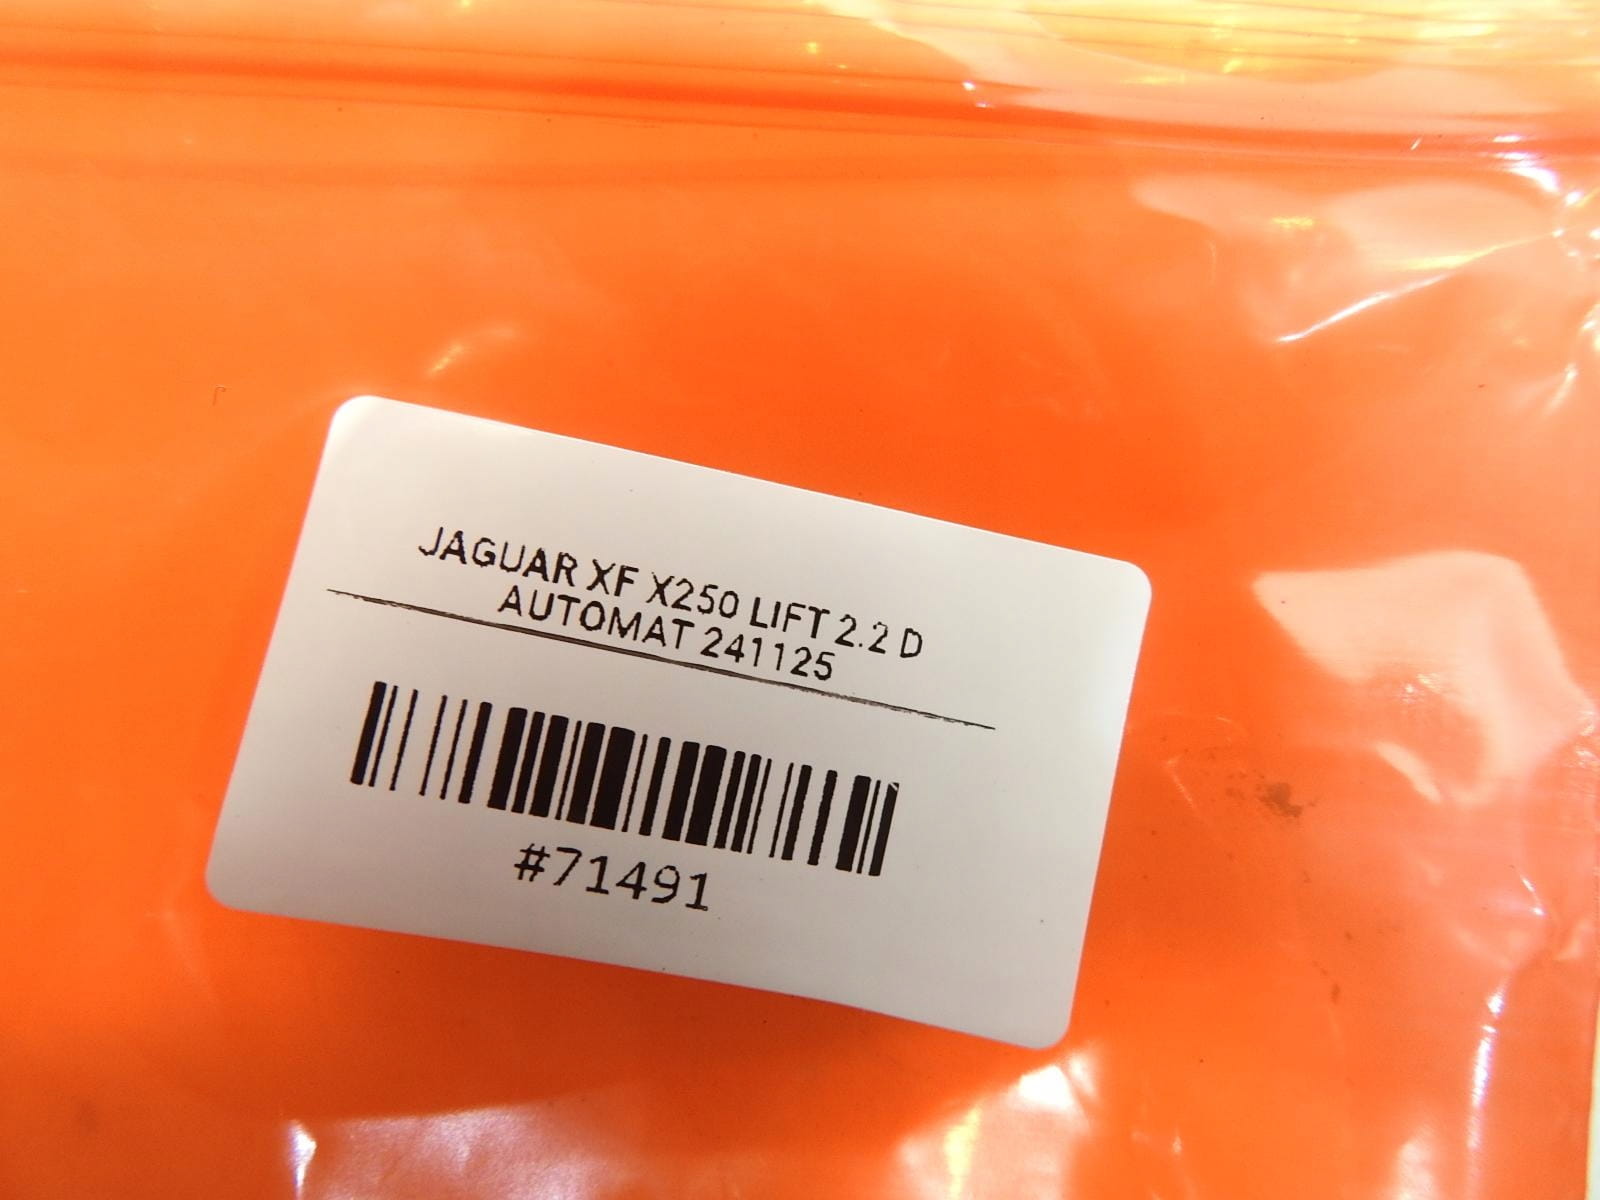 JAGUAR XF X250 LIFT 2.2 D
AUTOMAT 241125
#71491